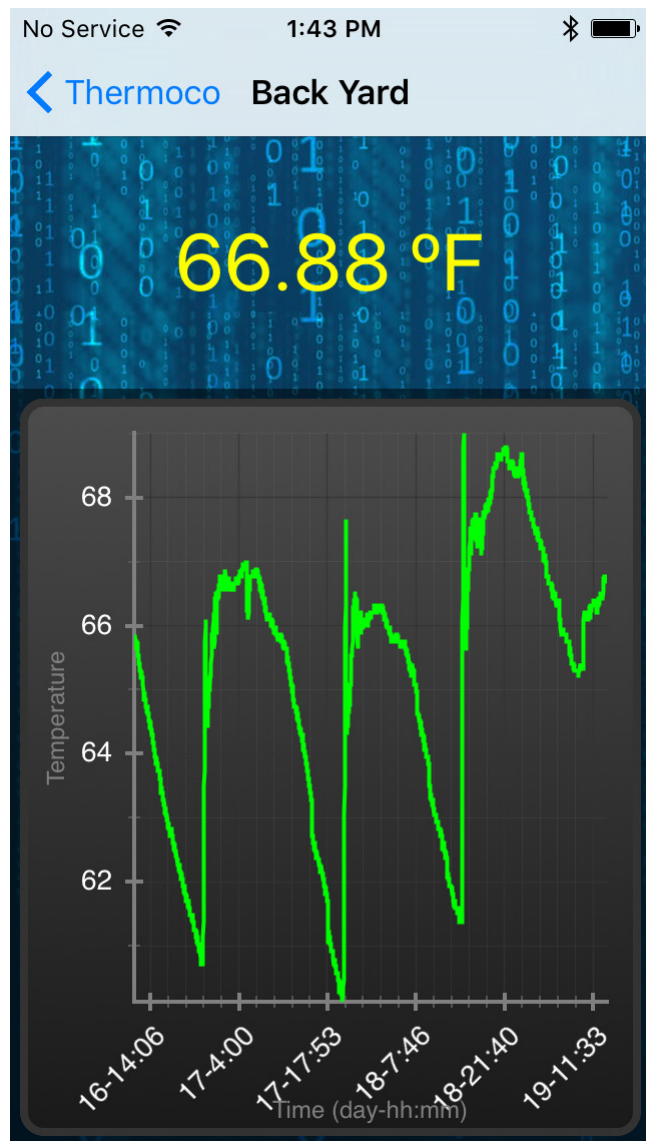 No Service 1:43 PM
Thermoco Back Yard
66.88 ºF
68
66
64
62
Temperature
16-14:06 17-4:00 17-17:53 18-7:46 18-21:40 19-11:33
Time (day-hh:mm)